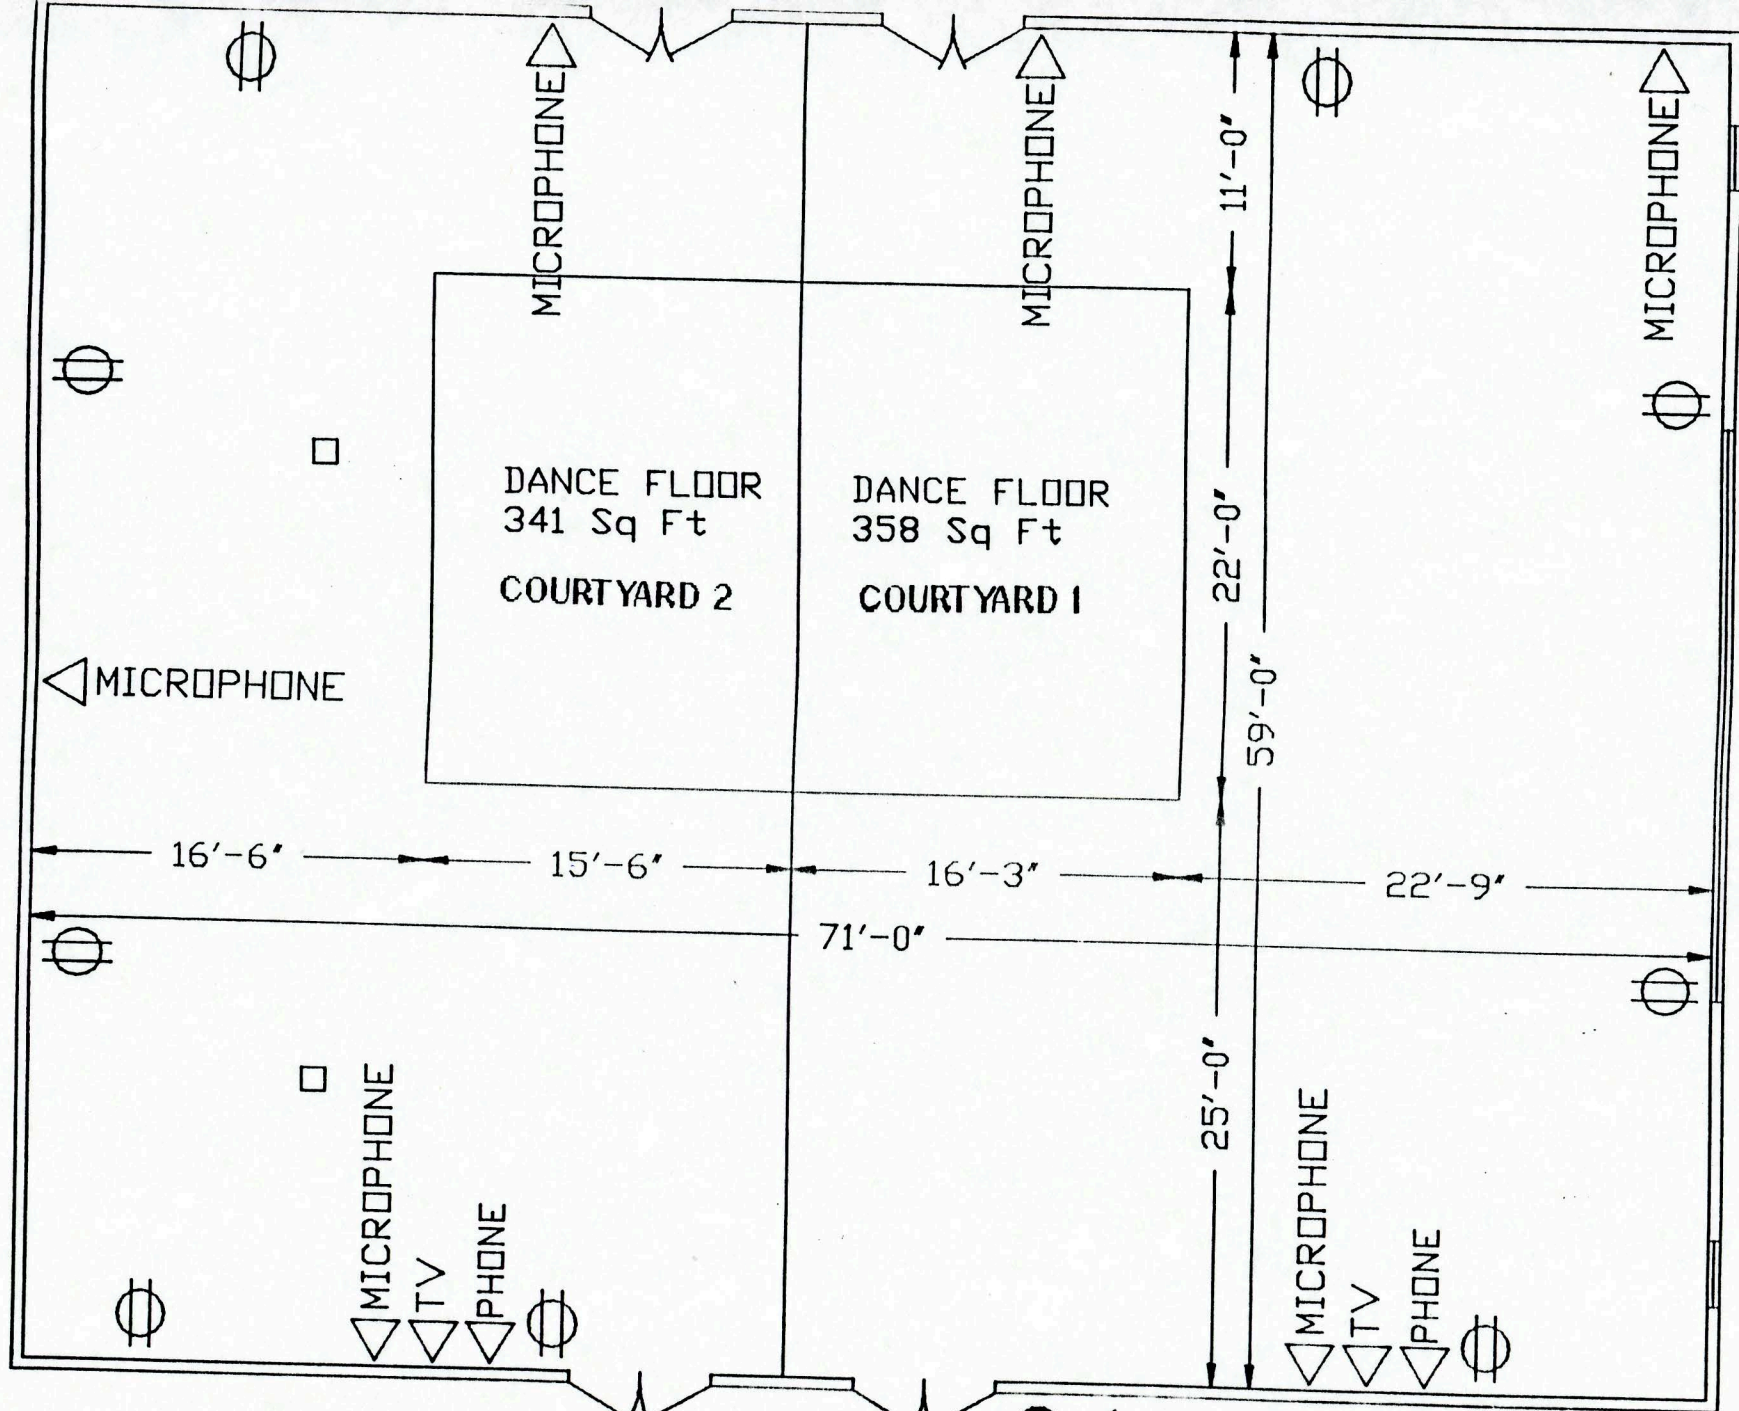 MICROPHONE
MICROPHONE
MICROPHONE
11'-0"
DANCE FLOOR
341 Sq Ft
COURTYARD 2
DANCE FLOOR
358 Sq Ft
COURTYARD 1
22'-0"
59'-0"
MICROPHONE
16'-6"
15'-6"
16'-3"
22'-9"
71'-0"
25'-0"
MICROPHONE
TV
PHONE
MICROPHONE
TV
PHONE